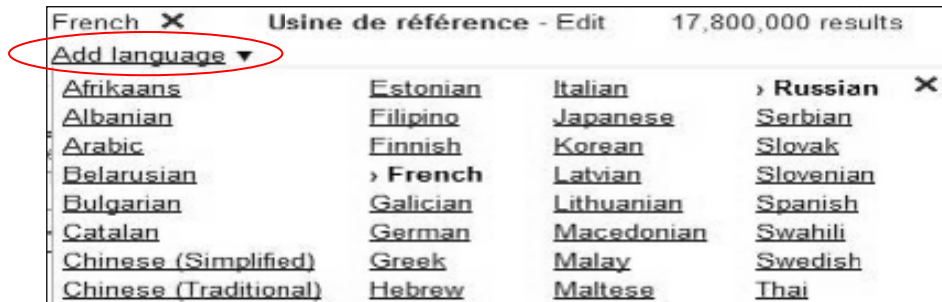 French ✕ Usine de référence - Edit 17,800,000 results
Add language ▼
Afrikaans Estonian Italian › Russian ✕
Albanian Filipino Japanese Serbian
Arabic Finnish Korean Slovak
Belarusian › French Latvian Slovenian
Bulgarian Galician Lithuanian Spanish
Catalan German Macedonian Swahili
Chinese (Simplified) Greek Malay Swedish
Chinese (Traditional) Hebrew Maltese Thai